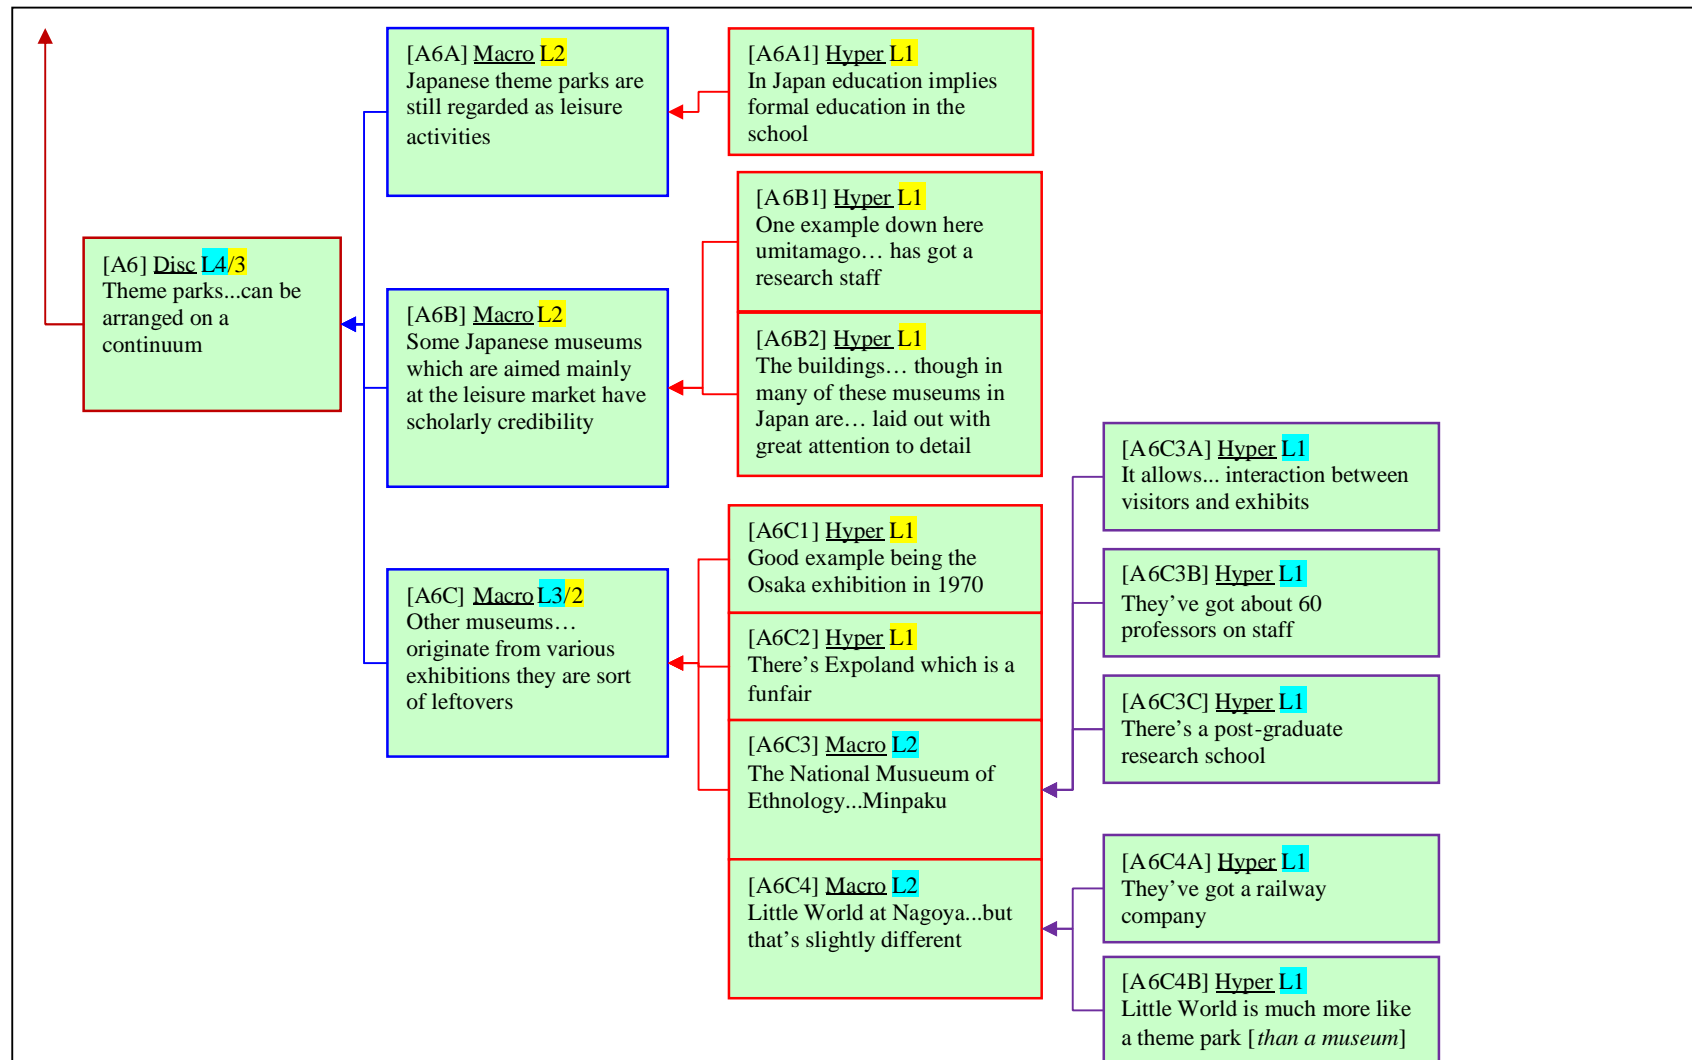 [A6] Disc L4/3
Theme parks...can be
arranged on a
continuum
[A6A] Macro L2
Japanese theme parks are
still regarded as leisure
activities
[A6B] Macro L2
Some Japanese museums
which are aimed mainly
at the leisure market have
scholarly credibility
[A6C] Macro L3/2
Other museums…
originate from various
exhibitions they are sort
of leftovers
[A6A1] Hyper L1
In Japan education implies
formal education in the
school
[A6B1] Hyper L1
One example down here
umitamago… has got a
research staff
[A6B2] Hyper L1
The buildings… though in
many of these museums in
Japan are… laid out with
great attention to detail
[A6C1] Hyper L1
Good example being the
Osaka exhibition in 1970
[A6C2] Hyper L1
There’s Expoland which is a
funfair
[A6C3] Macro L2
The National Musueum of
Ethnology...Minpaku
[A6C4] Macro L2
Little World at Nagoya...but
that’s slightly different
[A6C3A] Hyper L1
It allows... interaction between
visitors and exhibits
[A6C3B] Hyper L1
They’ve got about 60
professors on staff
[A6C3C] Hyper L1
There’s a post-graduate
research school
[A6C4A] Hyper L1
They’ve got a railway
company
[A6C4B] Hyper L1
Little World is much more like
a theme park [than a museum]